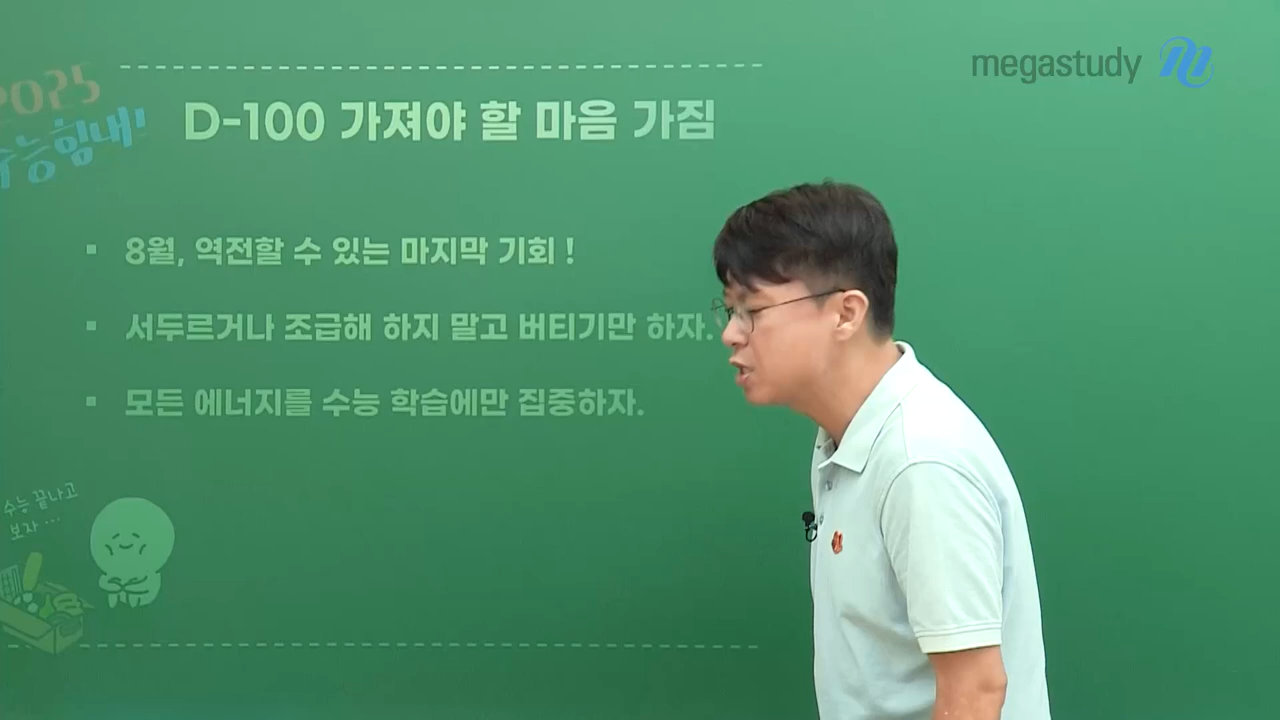 megastudy
2025
수능힘내!
D-100 가져야 할 마음 가짐
8월, 역전할 수 있는 마지막 기회 !
서두르거나 조급해 하지 말고 버티기만 하자.
모든 에너지를 수능 학습에만 집중하자.
수능 끝나고
보자 ...